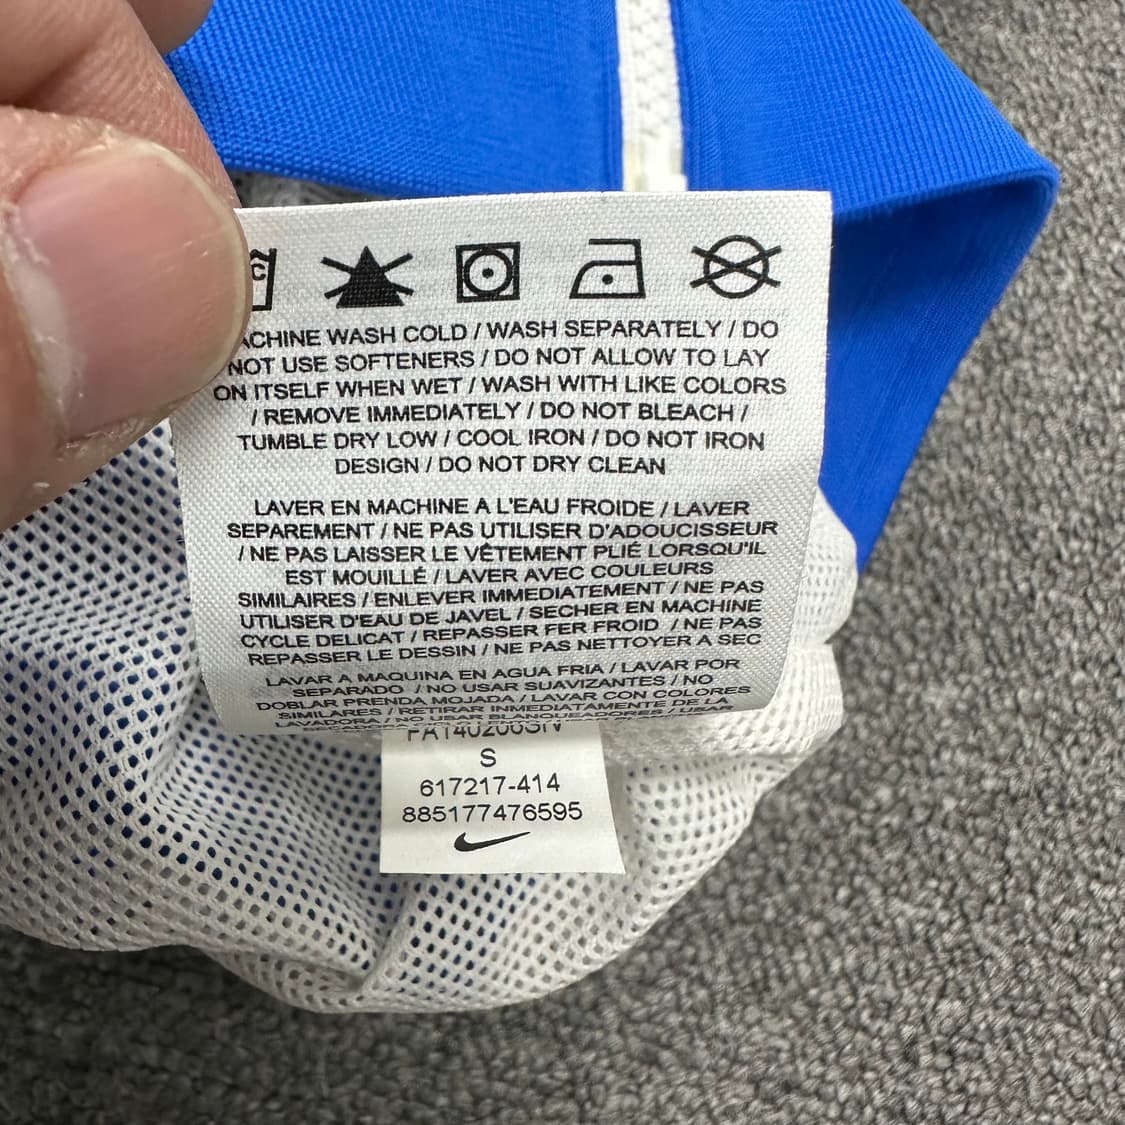 C
ACHINE WASH COLD / WASH SEPARATELY / DO
NOT USE SOFTENERS / DO NOT ALLOW TO LAY
ON ITSELF WHEN WET / WASH WITH LIKE COLORS
/ REMOVE IMMEDIATELY / DO NOT BLEACH /
TUMBLE DRY LOW / COOL IRON / DO NOT IRON
DESIGN / DO NOT DRY CLEAN
LAVER EN MACHINE A L'EAU FROIDE / LAVER
SEPAREMENT / NE PAS UTILISER D'ADOUCISSEUR
/ NE PAS LAISSER LE VÊTEMENT PLIÉ LORSQU'IL
EST MOUILLÉ / LAVER AVEC COULEURS
SIMILAIRES / ENLEVER IMMEDIATEMENT / NE PAS
UTILISER D'EAU DE JAVEL / SECHER EN MACHINE
CYCLE DELICAT / REPASSER FER FROID / NE PAS
REPASSER LE DESSIN / NE PAS NETTOYER A SEC
LAVAR A MAQUINA EN AGUA FRIA / LAVAR POR
SEPARADO / NO USAR SUAVIZANTES / NO
DOBLAR PRENDA MOJADA / LAVAR CON COLORES
SIMILARES / RETIRAR INMEDIATAMENTE DE LA
LAVADORA / NO USAR BLANQUEADORES / USAR
S
617217-414
885177476595